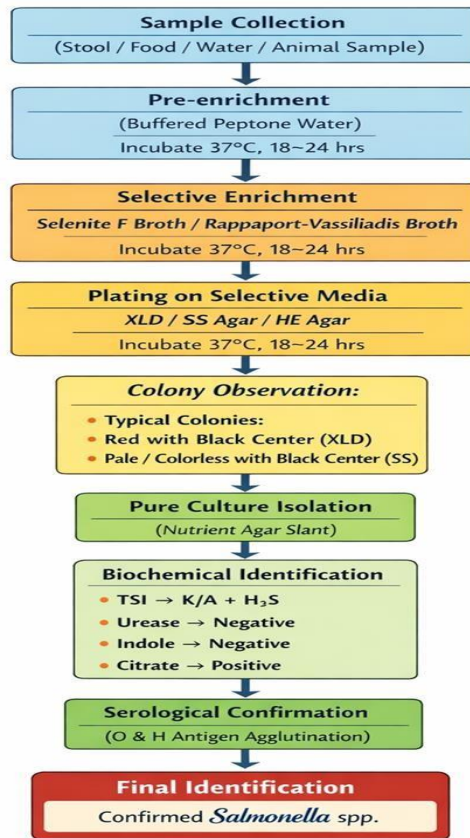 Sample Collection
(Stool / Food / Water / Animal Sample)
Pre-enrichment
(Buffered Peptone Water)
Incubate 37°C, 18~24 hrs
Selective Enrichment
Selenite F Broth / Rappaport-Vassiliadis Broth
Incubate 37°C, 18~24 hrs
Plating on Selective Media
XLD / SS Agar / HE Agar
Incubate 37°C, 18~24 hrs
Colony Observation:
• Typical Colonies:
• Red with Black Center (XLD)
• Pale / Colorless with Black Center (SS)
Pure Culture Isolation
(Nutrient Agar Slant)
Biochemical Identification
• TSI → K/A + H₃S
• Urease → Negative
• Indole → Negative
• Citrate → Positive
Serological Confirmation
(O & H Antigen Agglutination)
Final Identification
Confirmed Salmonella spp.